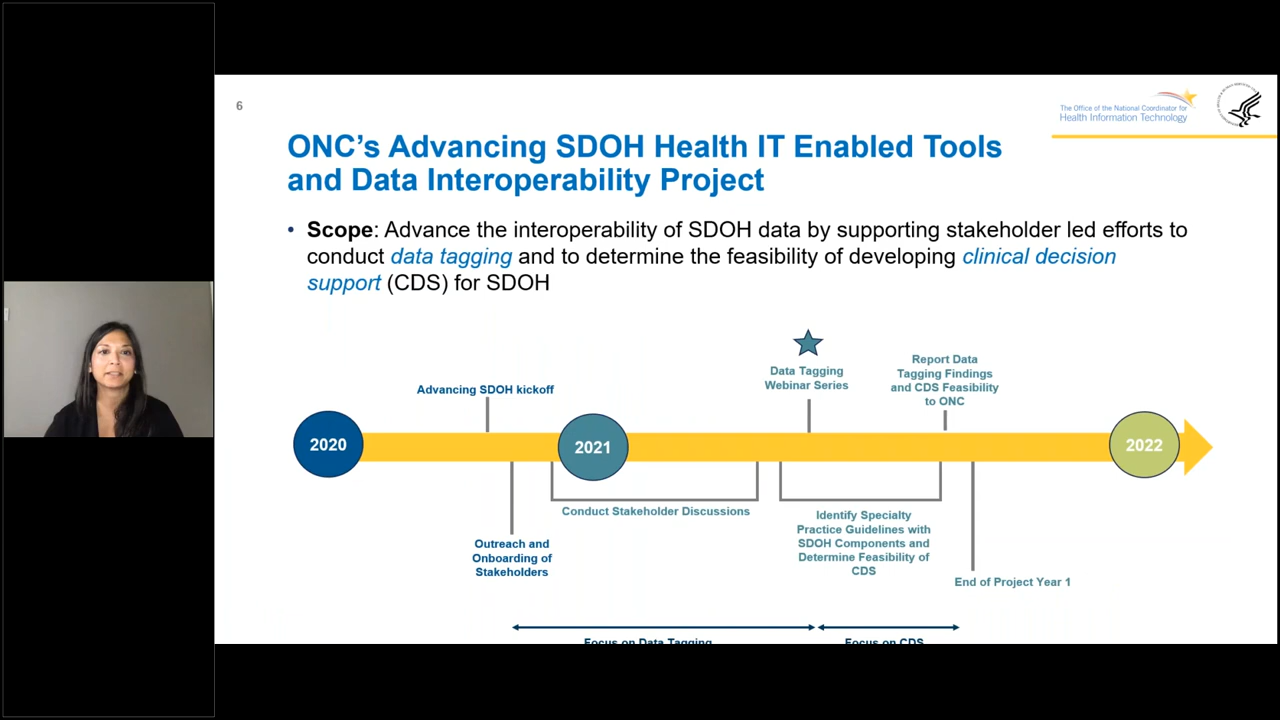 6
The Office of the National Coordinator for
Health Information Technology
ONC’s Advancing SDOH Health IT Enabled Tools
and Data Interoperability Project
• Scope: Advance the interoperability of SDOH data by supporting stakeholder led efforts to
conduct data tagging and to determine the feasibility of developing clinical decision
support (CDS) for SDOH
Advancing SDOH kickoff
Data Tagging
Webinar Series
Report Data
Tagging Findings
and CDS Feasibility
to ONC
2020
2021
2022
Conduct Stakeholder Discussions
Outreach and
Onboarding of
Stakeholders
Identify Specialty
Practice Guidelines with
SDOH Components and
Determine Feasibility of
CDS
End of Project Year 1
Focus on Data Tagging
Focus on CDS